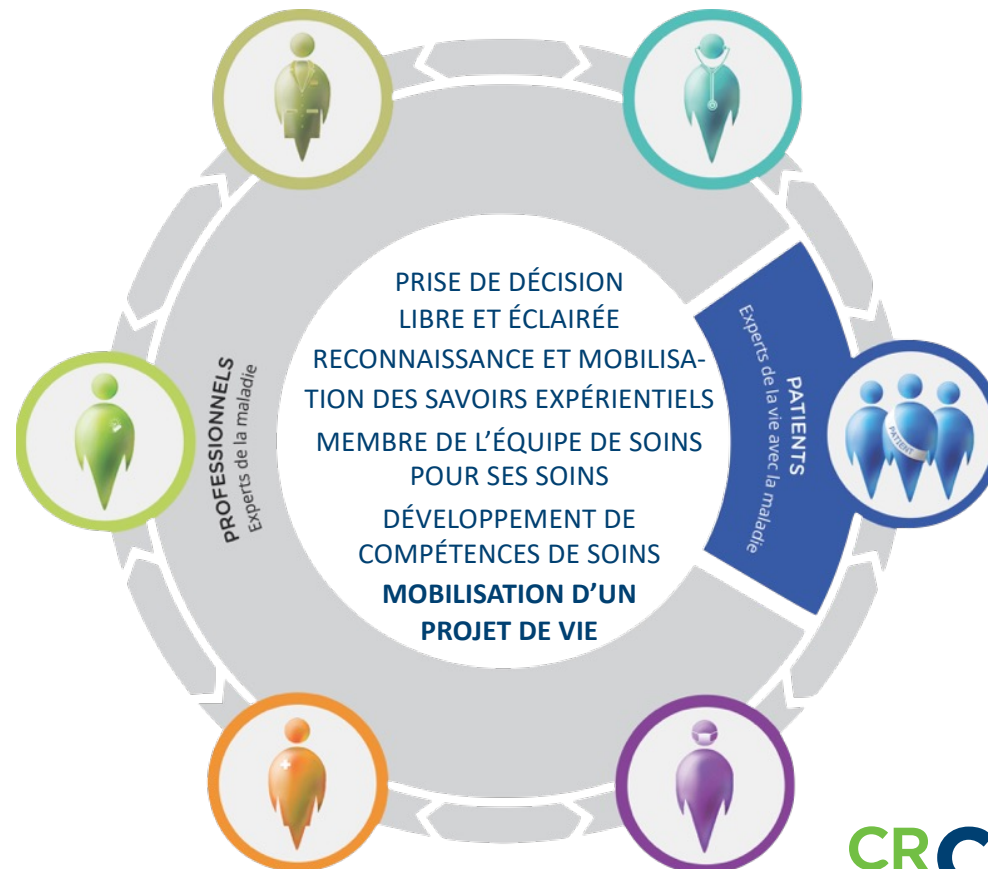 PRISE DE DÉCISION
LIBRE ET ÉCLAIRÉE
RECONNAISSANCE ET MOBILISA-
TION DES SAVOIRS EXPÉRIENTIELS
MEMBRE DE L’ÉQUIPE DE SOINS
POUR SES SOINS
DÉVELOPPEMENT DE
COMPÉTENCES DE SOINS
MOBILISATION D’UN
PROJET DE VIE
PROFESSIONNELS
Experts de la maladie
PATIENTS
Experts de la vie avec la maladie
PATIENT
CRC